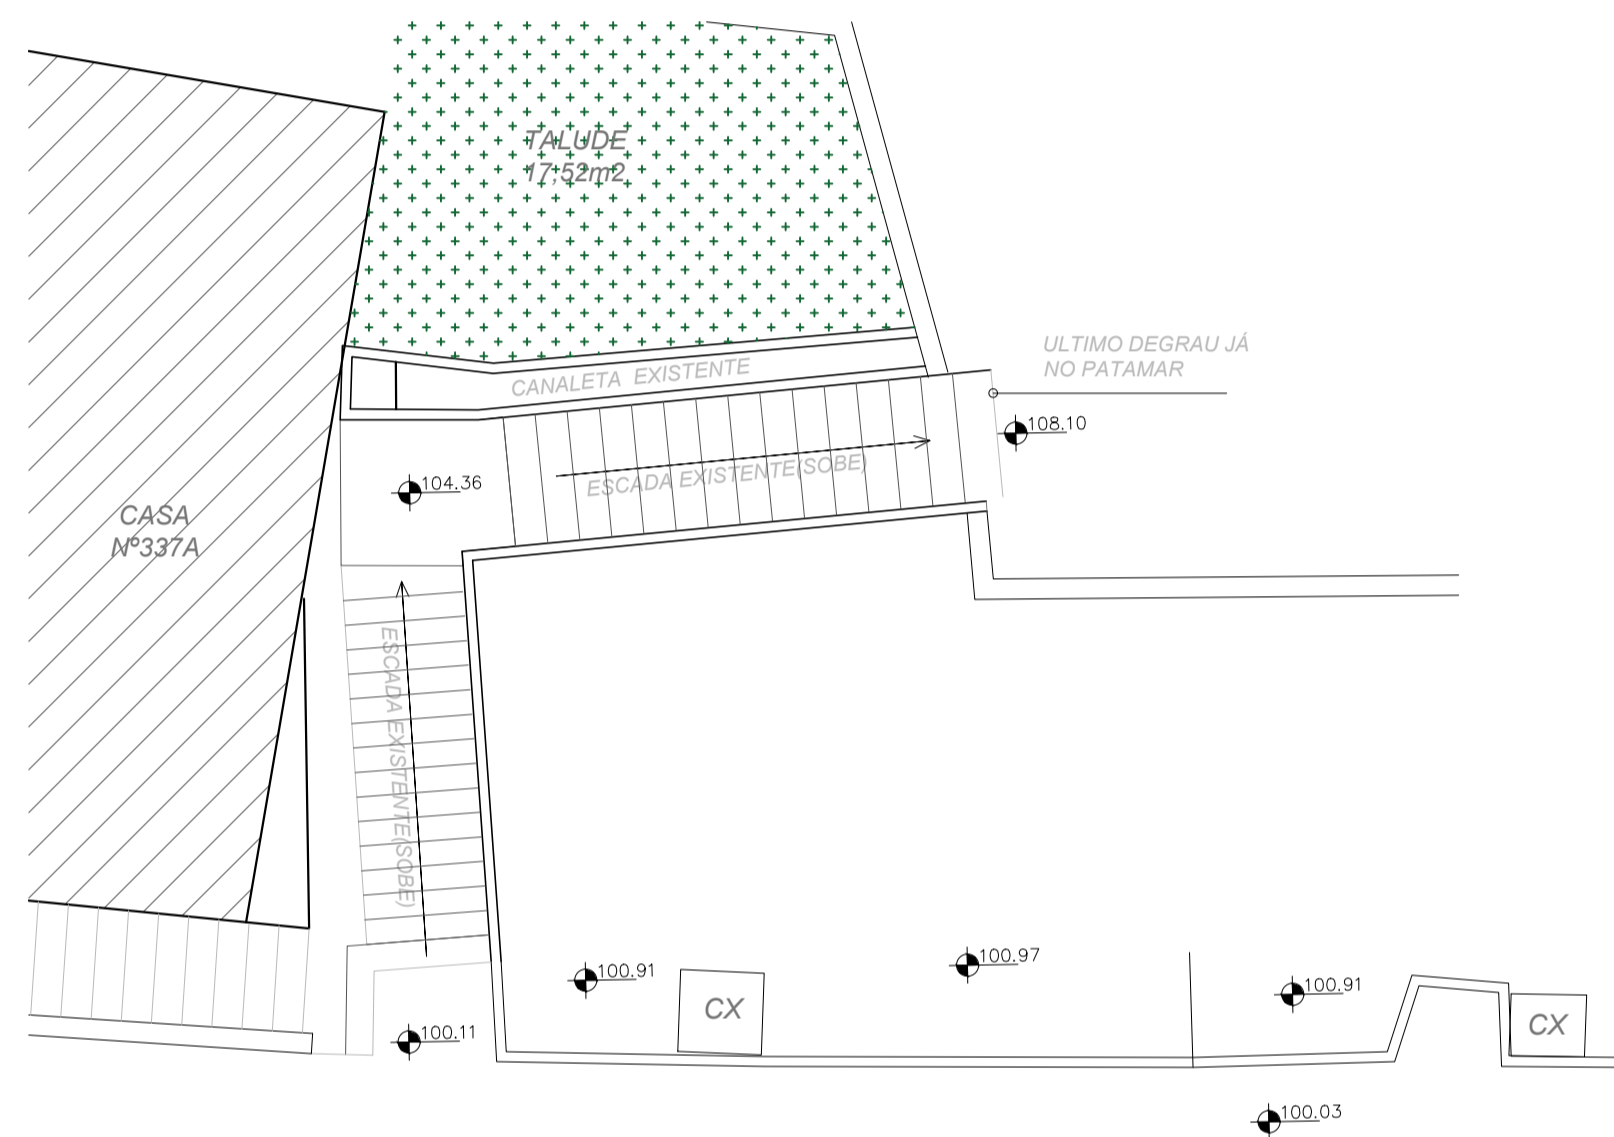 TALUDE
17,52m2
ULTIMO DEGRAU JÁ
NO PATAMAR
CANALETA EXISTENTE
108.10
ESCADA EXISTENTE(SOBE)
104.36
CASA
Nº337A
ESCADA EXISTENTE(SOBE)
100.91
100.97
100.91
CX
CX
100.11
100.03